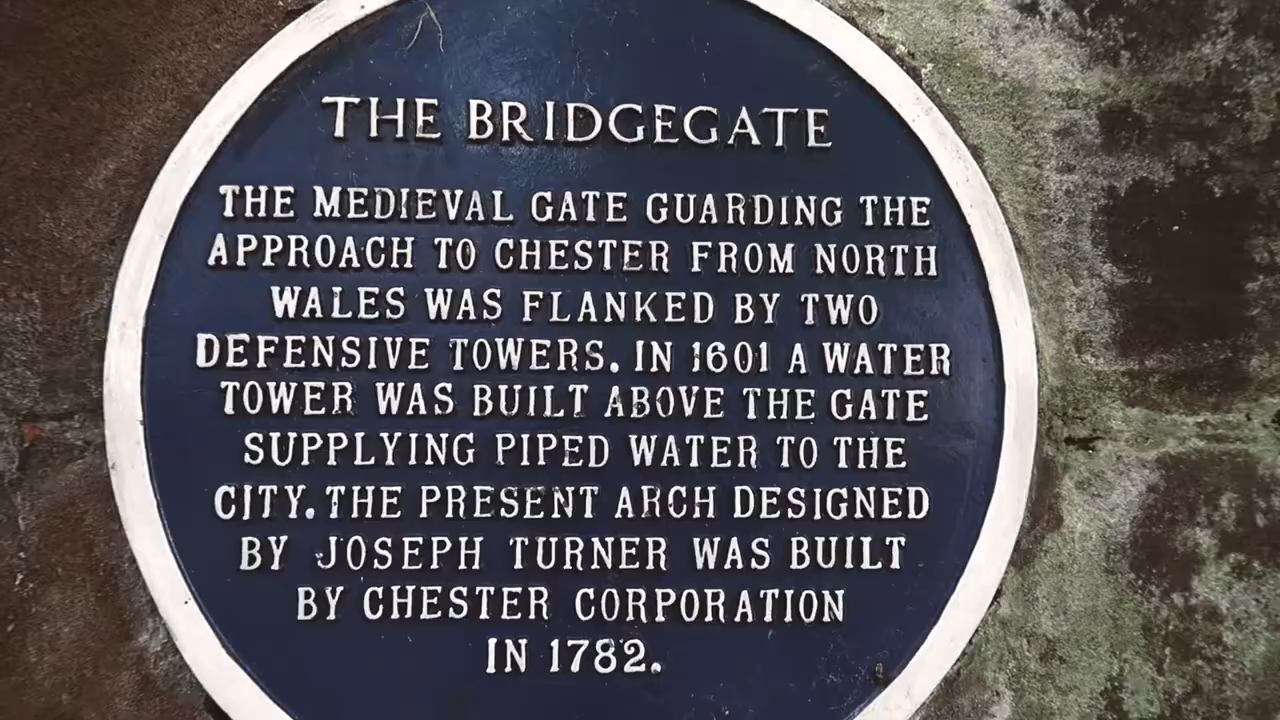 THE BRIDGEGATE
THE MEDIEVAL GATE GUARDING THE
APPROACH TO CHESTER FROM NORTH
WALES WAS FLANKED BY TWO
DEFENSIVE TOWERS. IN 1601 A WATER
TOWER WAS BUILT ABOVE THE GATE
SUPPLYING PIPED WATER TO THE
CITY. THE PRESENT ARCH DESIGNED
BY JOSEPH TURNER WAS BUILT
BY CHESTER CORPORATION
IN 1782.